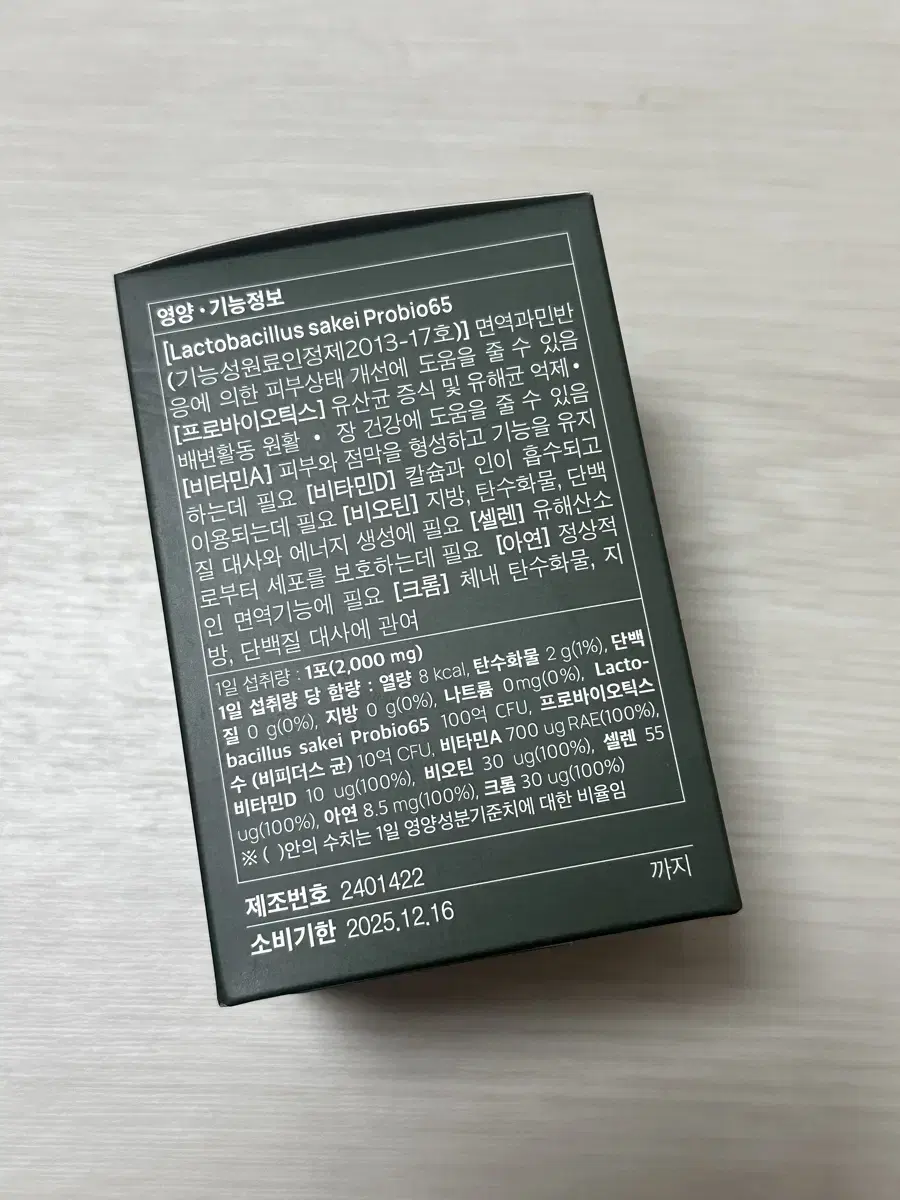 영양 • 기능정보
[Lactobacillus sakei Probio65
(기능성원료인정제2013-17호)] 면역과민반
응에 의한 피부상태 개선에 도움을 줄 수 있음
[프로바이오틱스] 유산균 증식 및 유해균 억제 •
배변활동 원활 • 장 건강에 도움을 줄 수 있음
[비타민A] 피부와 점막을 형성하고 기능을 유지
하는데 필요 [비타민D] 칼슘과 인이 흡수되고
이용되는데 필요 [비오틴] 지방, 탄수화물, 단백
질 대사와 에너지 생성에 필요 [셀렌] 유해산소
로부터 세포를 보호하는데 필요 [아연] 정상적
인 면역기능에 필요 [크롬] 체내 탄수화물, 지
방, 단백질 대사에 관여
1일 섭취량 : 1포(2,000 mg)
1일 섭취량 당 함량 : 열량 8 kcal, 탄수화물 2 g(1%), 단백
질 0 g(0%), 지방 0 g(0%), 나트륨 0mg(0%), Lacto-
bacillus sakei Probio65 100억 CFU, 프로바이오틱스
수 (비피더스 균) 10억 CFU, 비타민A 700 ug RAE(100%),
비타민D 10 ug(100%), 비오틴 30 ug(100%), 셀렌 55
ug(100%), 아연 8.5 mg(100%), 크롬 30 ug(100%)
※ ( )안의 수치는 1일 영양성분기준치에 대한 비율임
제조번호 2401422
소비기한 2025.12.16 까지